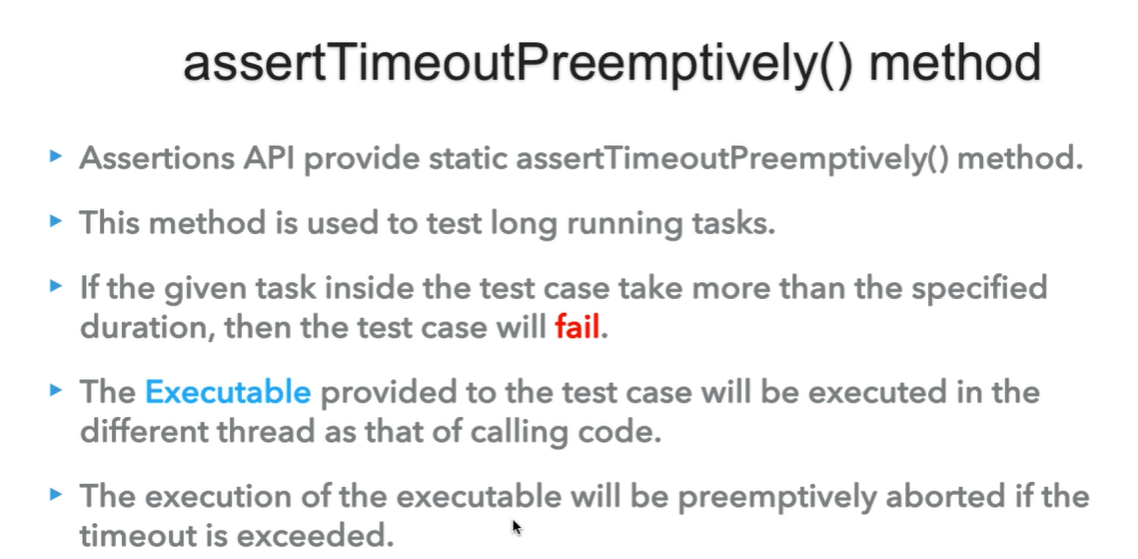 assertTimeoutPreemptively() method
Assertions API provide static assertTimeoutPreemptively() method.
This method is used to test long running tasks.
If the given task inside the test case take more than the specified
duration, then the test case will fail.
The Executable provided to the test case will be executed in the
different thread as that of calling code.
The execution of the executable will be preemptively aborted if the
timeout is exceeded.